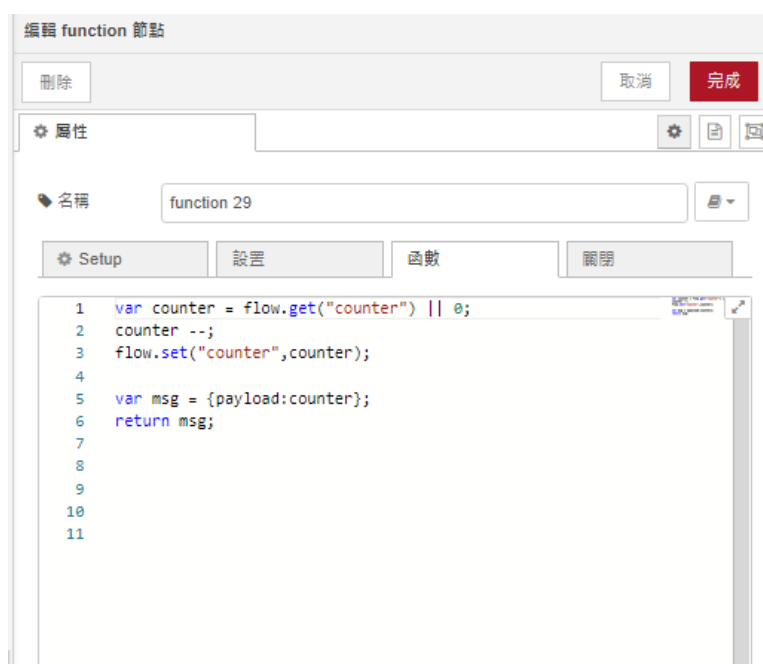 編輯 function 節點
刪除
取消
完成
屬性
名稱
function 29
Setup
設置
函數
關閉
1 var counter = flow.get("counter") || 0;
2 counter --;
3 flow.set("counter",counter);
4
5 var msg = {payload:counter};
6 return msg;
7
8
9
10
11